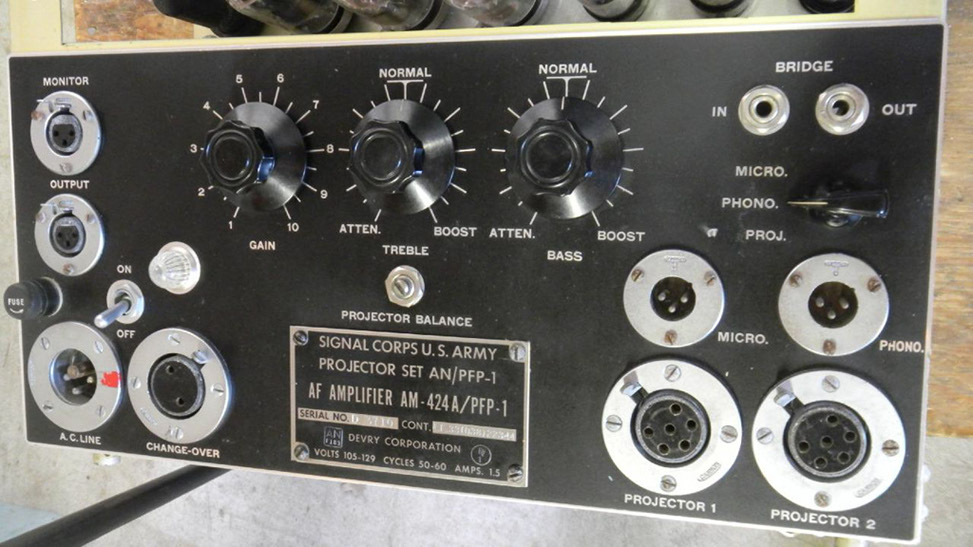 MONITOR
OUTPUT
FUSE
ON
OFF
A.C. LINE
CHANGE-OVER
1
2
3
4
5
6
7
8
9
10
GAIN
NORMAL
ATTEN.
BOOST
TREBLE
NORMAL
ATTEN.
BOOST
BASS
PROJECTOR BALANCE
SIGNAL CORPS U.S. ARMY
PROJECTOR SET AN/PFP-1
AF AMPLIFIER AM-424A/PFP-1
SERIAL NO. CONT.
AN
DEVRY CORPORATION
VOLTS 105-129 CYCLES 50-60 AMPS. 1.5
BRIDGE
IN
OUT
MICRO.
PHONO.
PROJ.
MICRO.
PHONO.
PROJECTOR 1
PROJECTOR 2